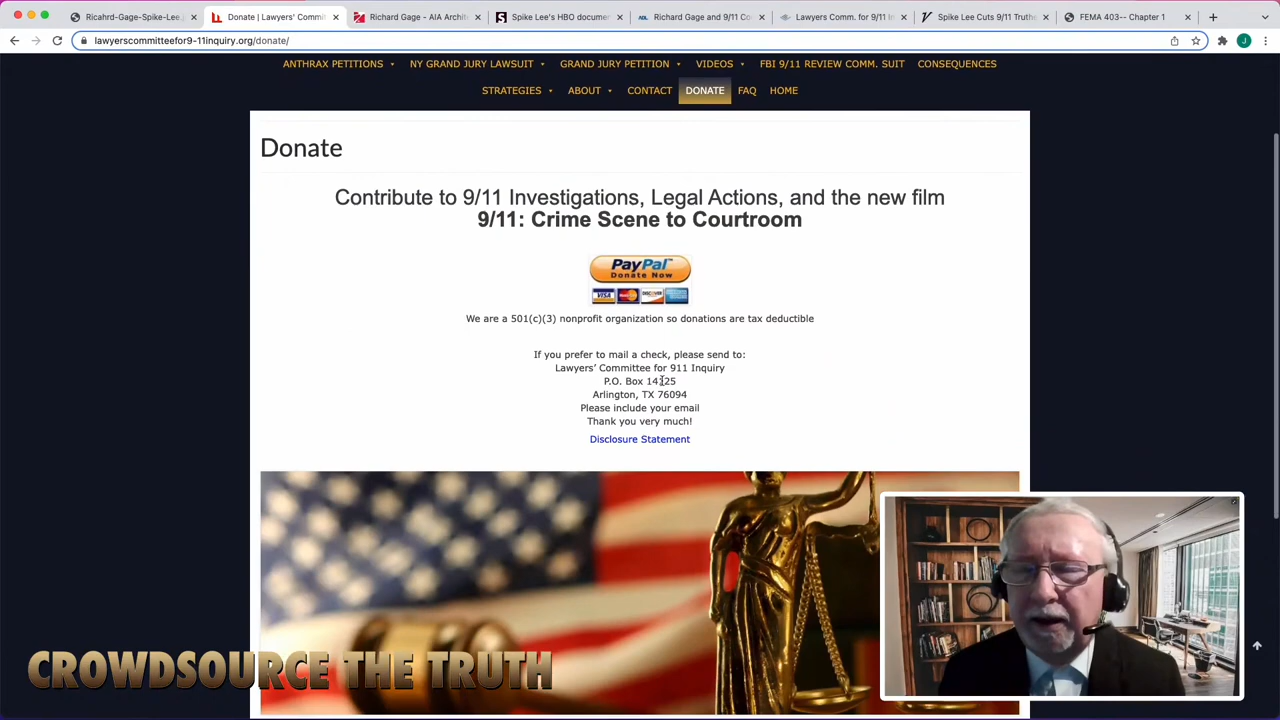 Ricahrd-Gage-Spike-Lee.j
Donate | Lawyers' Commit
Richard Gage - AIA Archit
Spike Lee's HBO documen
Richard Gage and 9/11 Co
Lawyers Comm. for 9/11 In
Spike Lee Cuts 9/11 Truthe
FEMA 403-- Chapter 1
lawyerscommitteefor9-11inquiry.org/donate/
J
ANTHRAX PETITIONS NY GRAND JURY LAWSUIT GRAND JURY PETITION VIDEOS FBI 9/11 REVIEW COMM. SUIT CONSEQUENCES
STRATEGIES ABOUT CONTACT DONATE FAQ HOME
Donate
Contribute to 9/11 Investigations, Legal Actions, and the new film
9/11: Crime Scene to Courtroom
PayPal
Donate Now
VISA MasterCard DISCOVER
We are a 501(c)(3) nonprofit organization so donations are tax deductible
If you prefer to mail a check, please send to:
Lawyers' Committee for 911 Inquiry
P.O. Box
Arlington, TX 76094
Please include your email
Thank you very much!
Disclosure Statement
CROWDSOURCE THE TRUTH